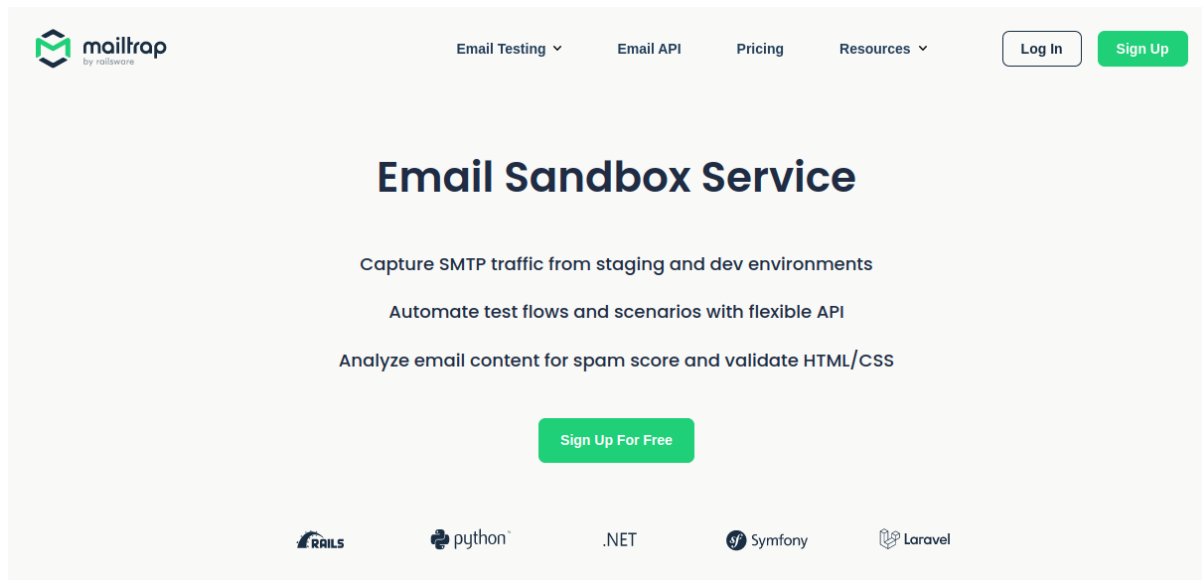 mailtrap
by railsware
Email Testing
Email API
Pricing
Resources
Log In
Sign Up
Email Sandbox Service
Capture SMTP traffic from staging and dev environments
Automate test flows and scenarios with flexible API
Analyze email content for spam score and validate HTML/CSS
Sign Up For Free
RAILS
python™
.NET
sf Symfony
Laravel